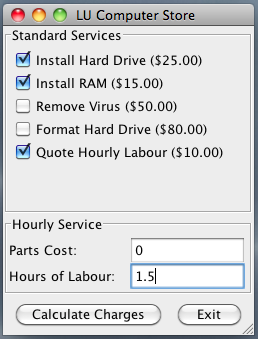 LU Computer Store
Standard Services
Install Hard Drive ($25.00)
Install RAM ($15.00)
Remove Virus ($50.00)
Format Hard Drive ($80.00)
Quote Hourly Labour ($10.00)
Hourly Service
Parts Cost: 0
Hours of Labour: 1.5
Calculate Charges Exit